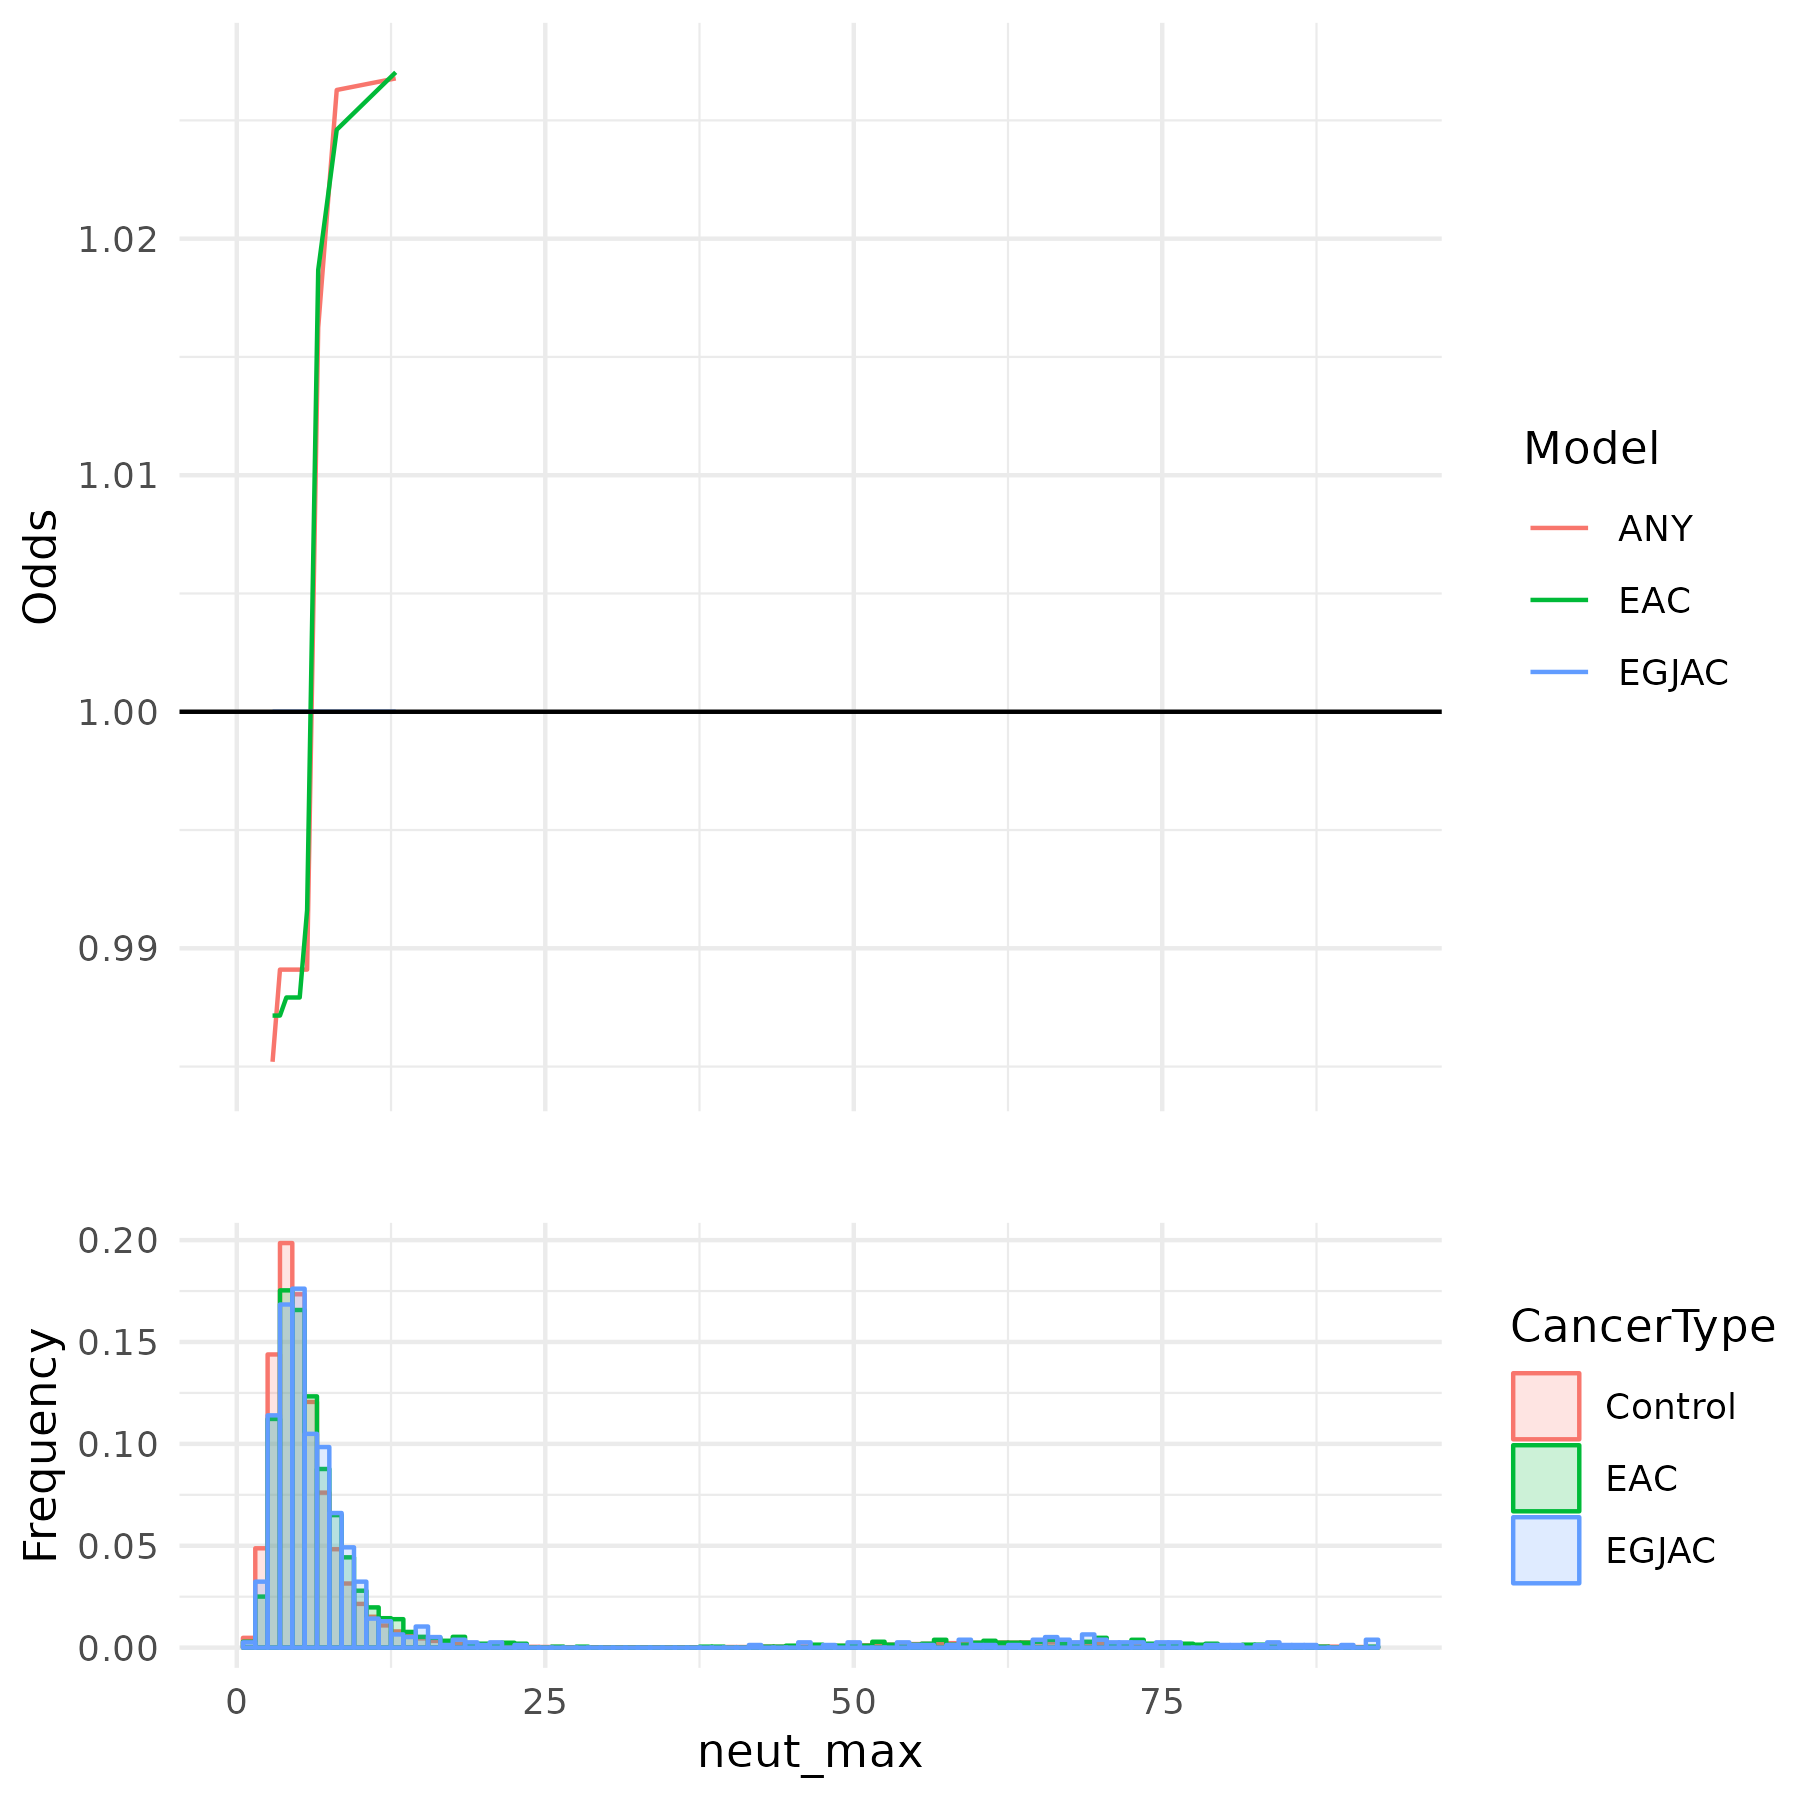 1.02
1.01
1.00
0.99
Odds
Model
ANY
EAC
EGJAC
0.20
0.15
0.10
0.05
0.00
Frequency
0
25
50
75
neut_max
CancerType
Control
EAC
EGJAC